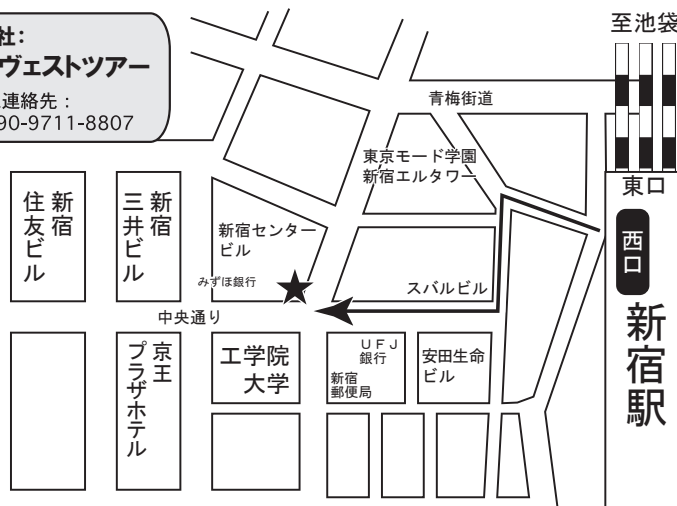 社:
ヴェストツアー
連絡先:
90-9711-8807
至池袋
青梅街道
東京モード学園
新宿エルタワー
東口
西口
新宿駅
新宿
住友ビル
新宿
三井ビル
新宿センター
ビル
みずほ銀行
スバルビル
中央通り
京王
プラザホテル
工学院
大学
UFJ
銀行
新宿
郵便局
安田生命
ビル